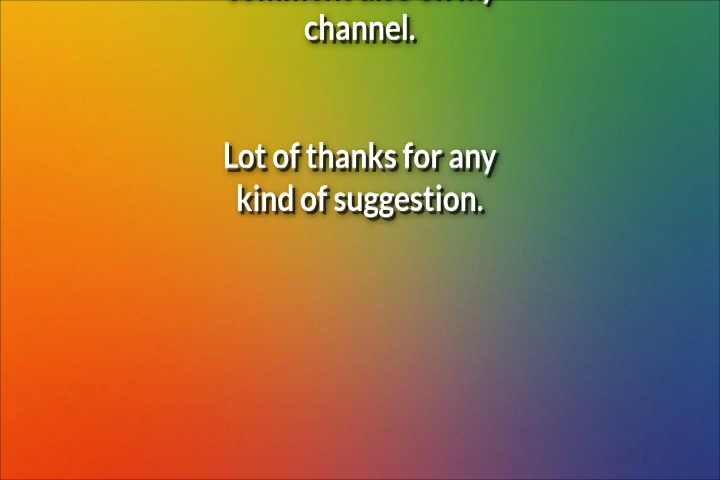 channel.
Lot of thanks for any
kind of suggestion.